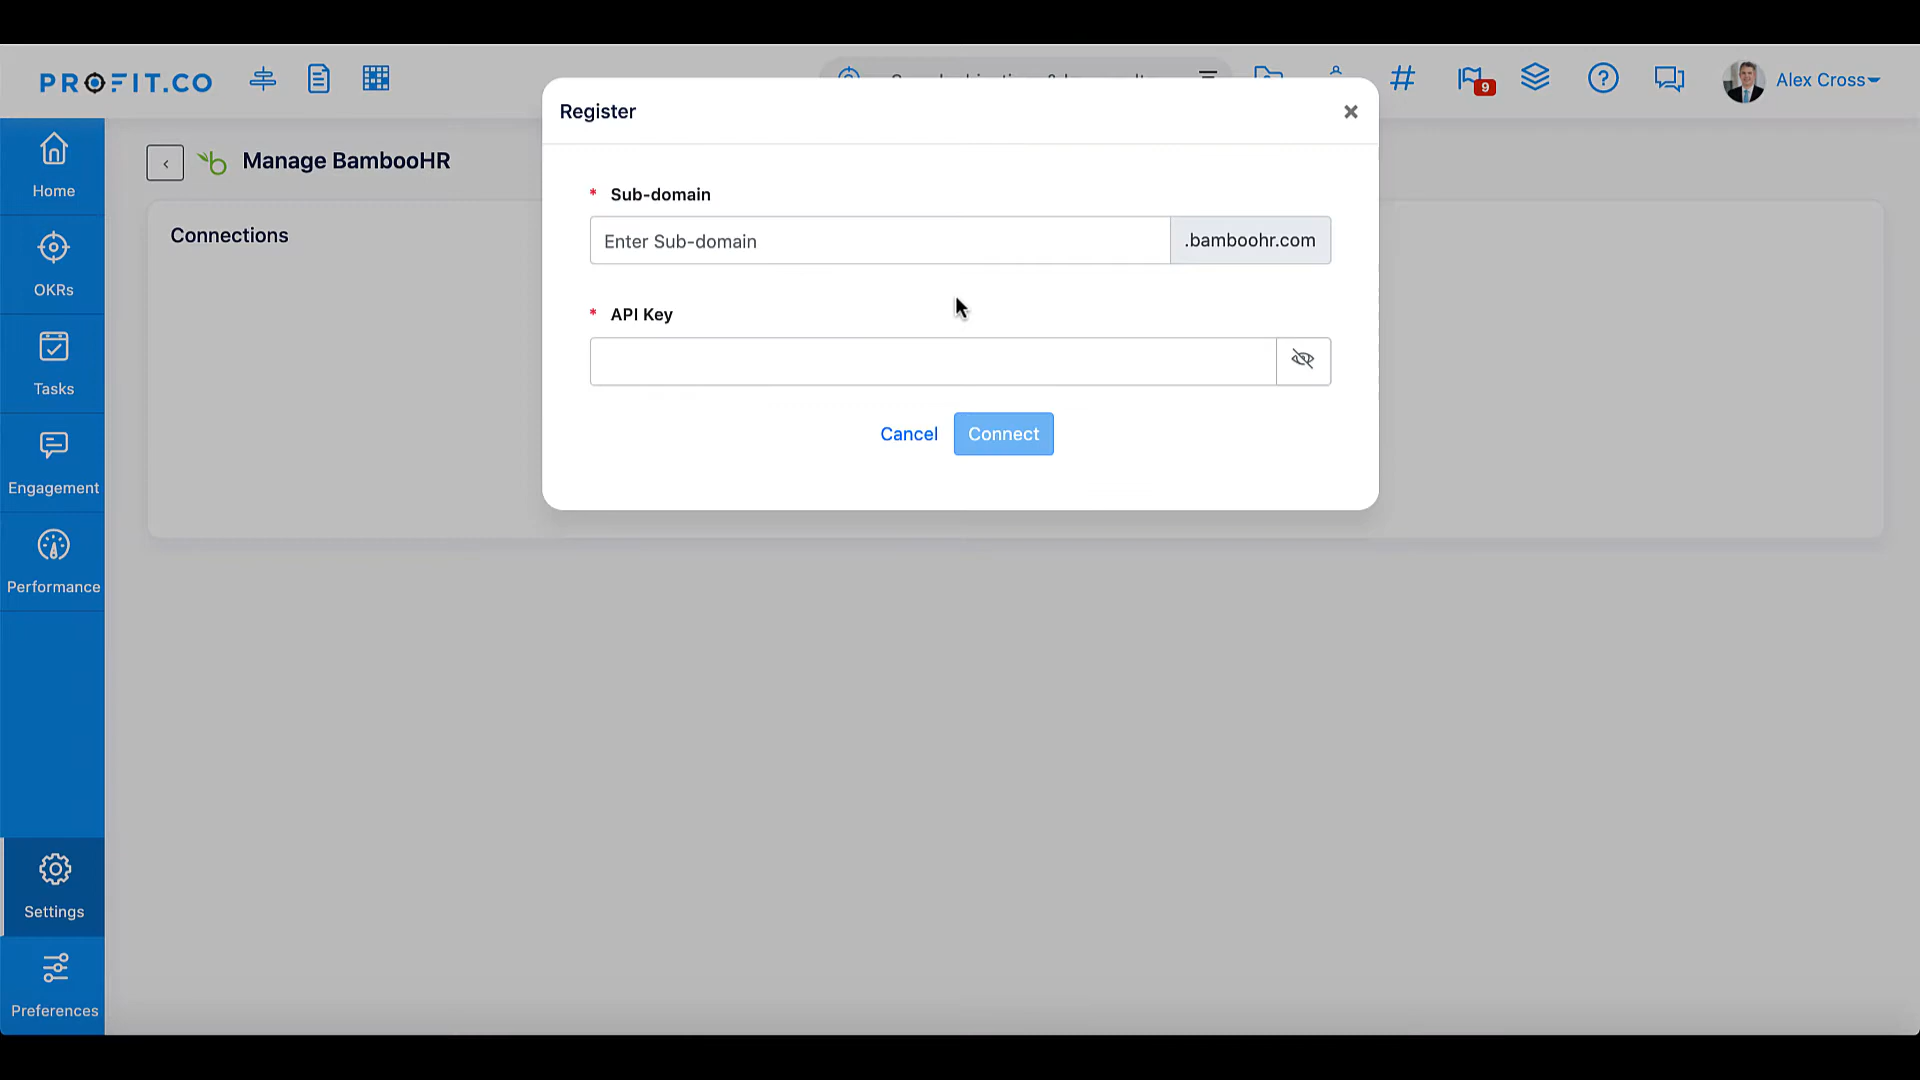 PROFIT.CO
9
Alex Cross
Register
Manage BambooHR
Home
* Sub-domain
Connections
Enter Sub-domain
.bamboohr.com
OKRs
* API Key
Tasks
Cancel
Connect
Engagement
Performance
Settings
Preferences